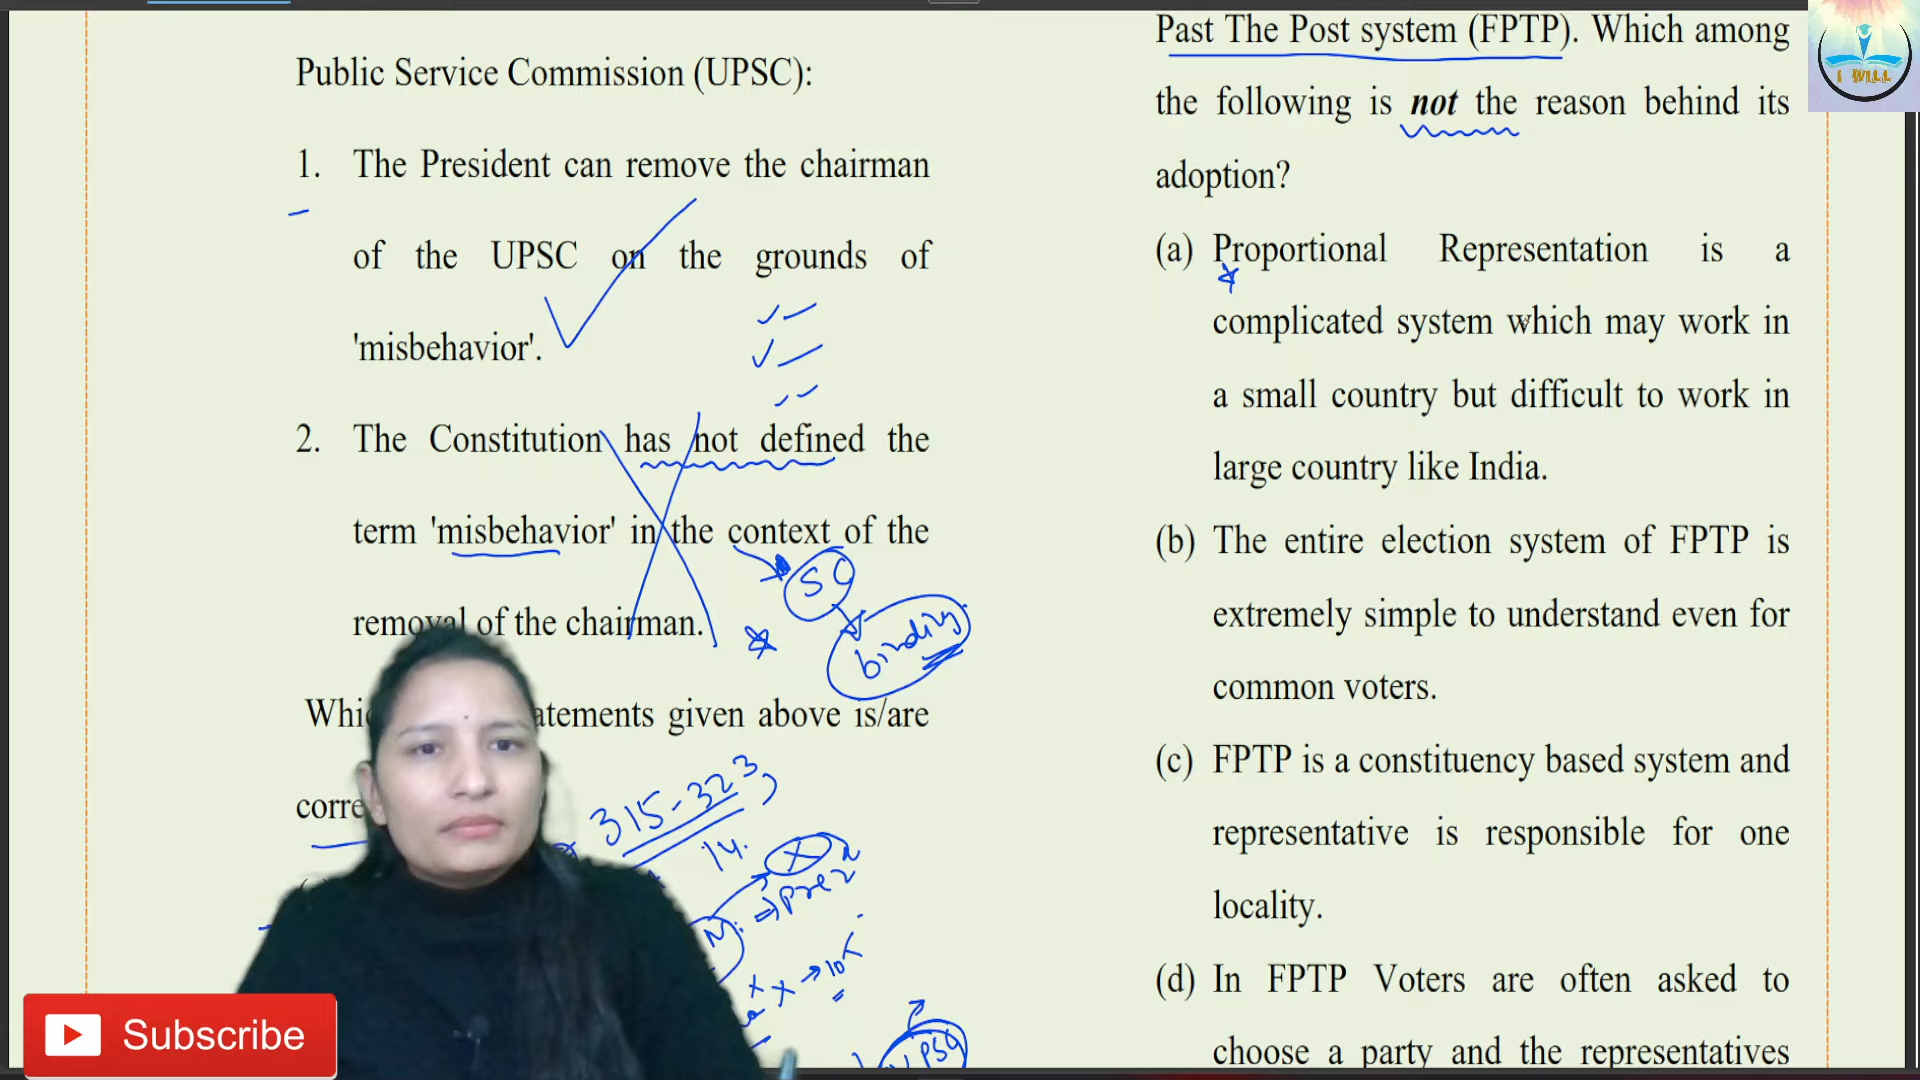 Public Service Commission (UPSC):
1. The President can remove the chairman
of the UPSC on the grounds of
'misbehavior'.
2. The Constitution has not defined the
term 'misbehavior' in the context of the
removal of the chairman.
SC
binding
atements given above is/are
corre
315-323
14.
Past The Post system (FPTP). Which among
the following is not the reason behind its
adoption?
(a) Proportional Representation is a
complicated system which may work in
a small country but difficult to work in
large country like India.
(b) The entire election system of FPTP is
extremely simple to understand even for
common voters.
(c) FPTP is a constituency based system and
representative is responsible for one
locality.
(d) In FPTP Voters are often asked to
choose a party and the representatives
I WILL
Subscribe